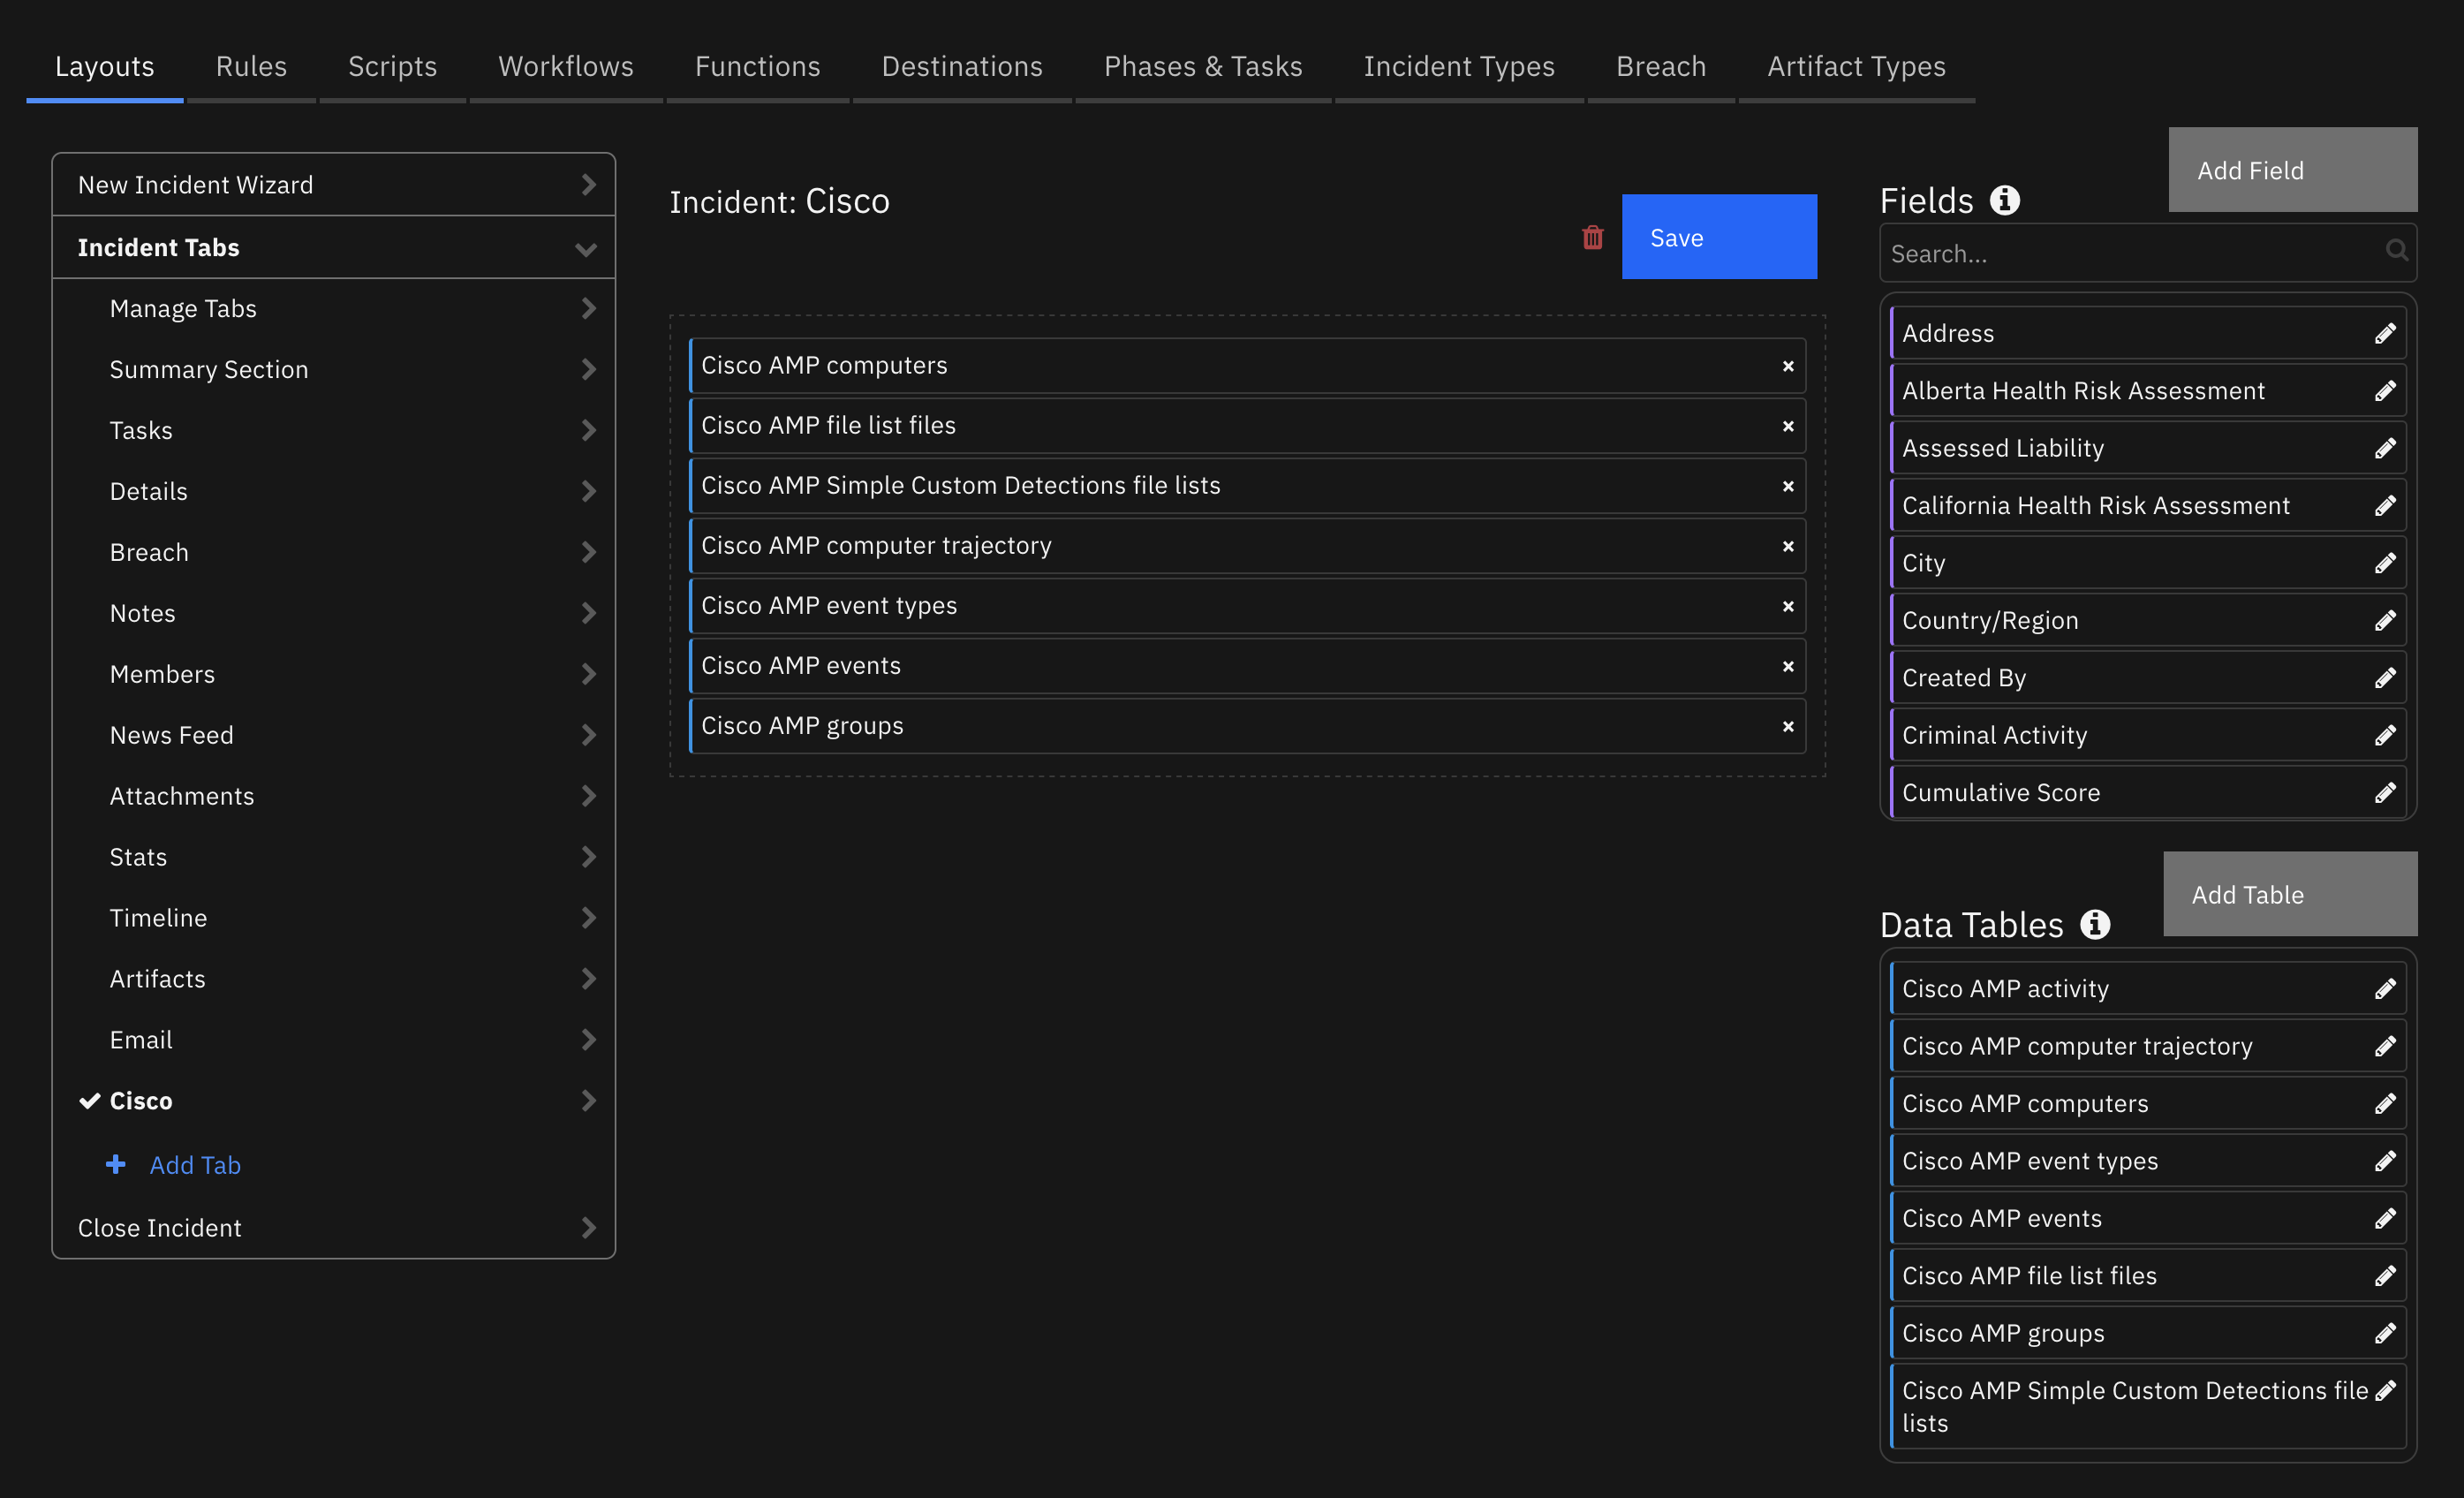 Layouts Rules Scripts Workflows Functions Destinations Phases & Tasks Incident Types Breach Artifact Types
New Incident Wizard
Incident Tabs
Manage Tabs
Summary Section
Tasks
Details
Breach
Notes
Members
News Feed
Attachments
Stats
Timeline
Artifacts
Email
Cisco
Add Tab
Close Incident
Incident: Cisco
Save
Cisco AMP computers
Cisco AMP file list files
Cisco AMP Simple Custom Detections file lists
Cisco AMP computer trajectory
Cisco AMP event types
Cisco AMP events
Cisco AMP groups
Add Field
Fields
Search...
Address
Alberta Health Risk Assessment
Assessed Liability
California Health Risk Assessment
City
Country/Region
Created By
Criminal Activity
Cumulative Score
Add Table
Data Tables
Cisco AMP activity
Cisco AMP computer trajectory
Cisco AMP computers
Cisco AMP event types
Cisco AMP events
Cisco AMP file list files
Cisco AMP groups
Cisco AMP Simple Custom Detections file
lists